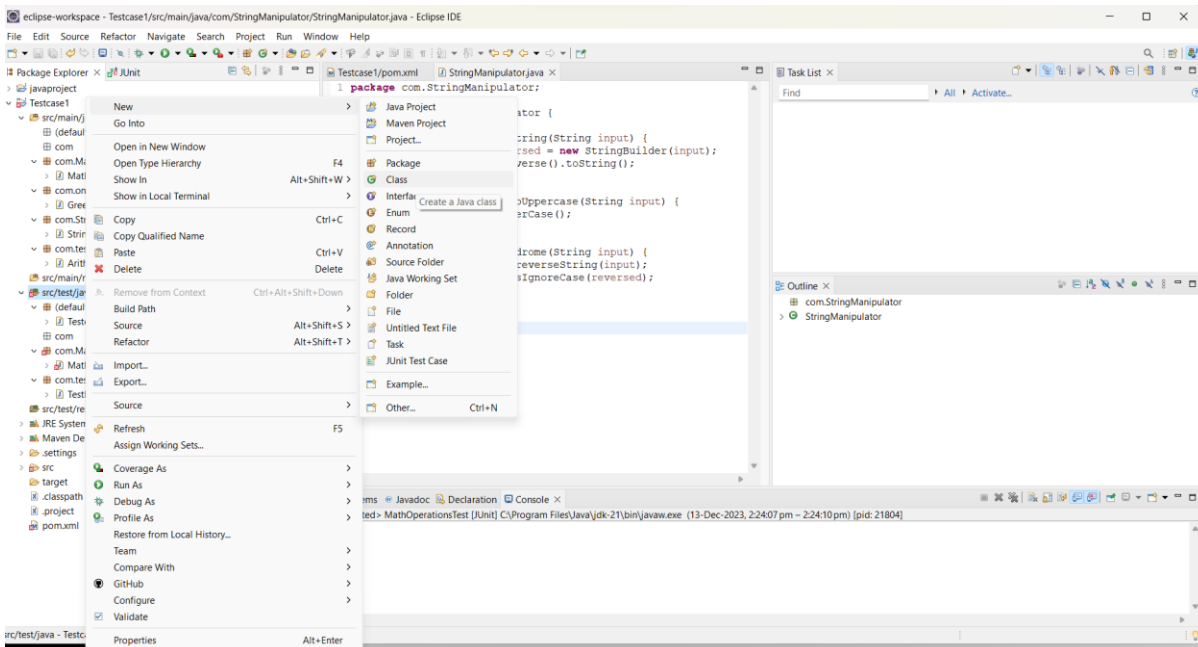 eclipse-workspace - Testcase1/src/main/java/com/StringManipulator/StringManipulator.java - Eclipse IDE
File Edit Source Refactor Navigate Search Project Run Window Help
Package Explorer JUnit
javaproject
Testcase1
src/main/j
(defaul
com
com.Ma
Matl
com.on
Gree
com.Str
Strin
com.tes
Arith
src/main/r
src/test/ja
(defaul
Test
com
com.Ma
Matl
com.tes
Test
src/test/re
JRE System
Maven De
.settings
src
target
.classpath
.project
pom.xml
New
Go Into
Open in New Window
Open Type Hierarchy F4
Show In Alt+Shift+W >
Show in Local Terminal >
Copy Ctrl+C
Copy Qualified Name
Paste Ctrl+V
Delete Delete
Remove from Context Ctrl+Alt+Shift+Down
Build Path >
Source Alt+Shift+S >
Refactor Alt+Shift+T >
Import...
Export...
Source >
Refresh F5
Assign Working Sets...
Coverage As >
Run As >
Debug As >
Profile As >
Restore from Local History...
Team >
Compare With >
GitHub >
Configure >
Validate
Properties Alt+Enter
Java Project
Maven Project
Project...
Package
Class
Interfac
Create a Java class
Enum
Record
Annotation
Source Folder
Java Working Set
Folder
File
Untitled Text File
Task
JUnit Test Case
Example...
Other... Ctrl+N
Testcase1/pom.xml StringManipulator.java
1 package com.StringManipulator;
ator {
tring(String input) {
rsed = new StringBuilder(input);
verse().toString();
oUppercase(String input) {
erCase();
drome(String input) {
reverseString(input);
sIgnoreCase(reversed);
Task List
Find All Activate...
Outline
com.StringManipulator
StringManipulator
ems Javadoc Declaration Console
ted> MathOperationsTest [JUnit] C:\Program Files\Java\jdk-21\bin\javaw.exe (13-Dec-2023, 2:24:07 pm – 2:24:10 pm) [pid: 21804]
src/test/java - Testca